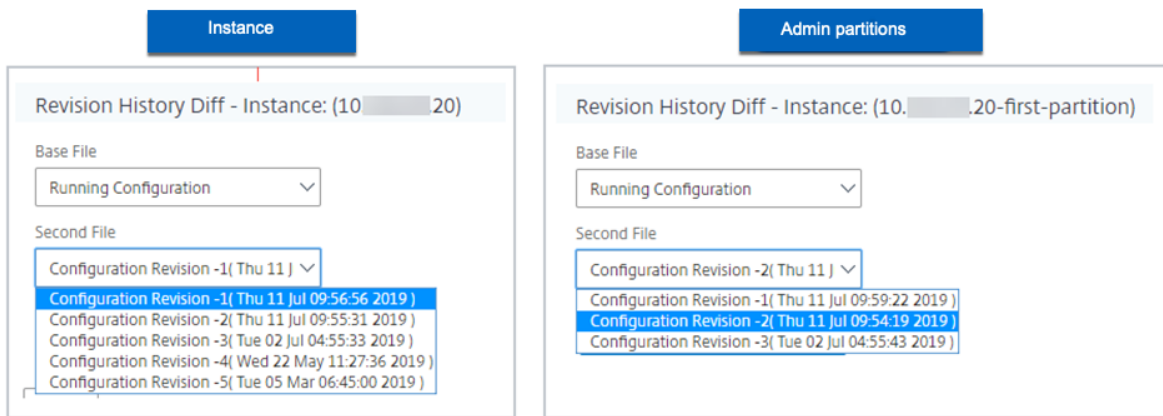 Instance
Revision History Diff - Instance: (10 .20)
Base File
Running Configuration
Second File
Configuration Revision -1( Thu 11 J
Configuration Revision -1( Thu 11 Jul 09:56:56 2019 )
Configuration Revision -2( Thu 11 Jul 09:55:31 2019 )
Configuration Revision -3( Tue 02 Jul 04:55:33 2019 )
Configuration Revision -4( Wed 22 May 11:27:36 2019 )
Configuration Revision -5( Tue 05 Mar 06:45:00 2019 )
Admin partitions
Revision History Diff - Instance: (10. .20-first-partition)
Base File
Running Configuration
Second File
Configuration Revision -2( Thu 11 J
Configuration Revision -1( Thu 11 Jul 09:59:22 2019 )
Configuration Revision -2( Thu 11 Jul 09:54:19 2019 )
Configuration Revision -3( Tue 02 Jul 04:55:43 2019 )